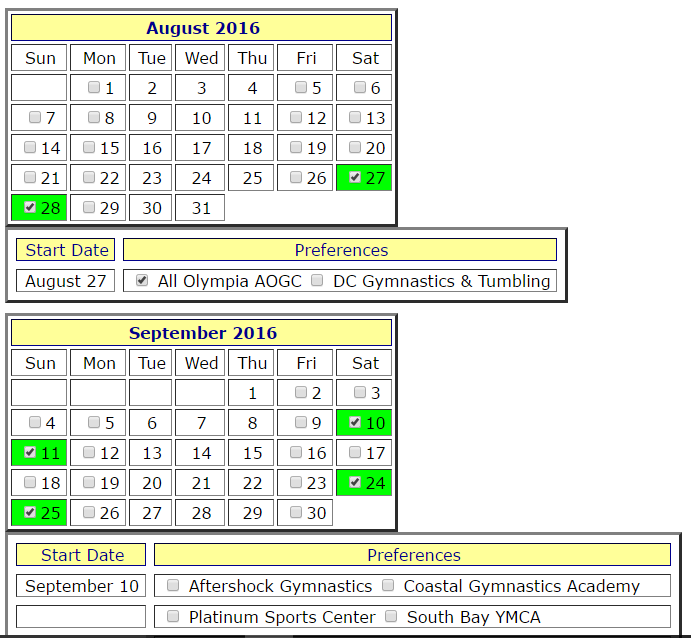 August 2016
Sun Mon Tue Wed Thu Fri Sat
1 2 3 4 5 6
7 8 9 10 11 12 13
14 15 16 17 18 19 20
21 22 23 24 25 26 27
28 29 30 31
Start Date Preferences
August 27 All Olympia AOGC DC Gymnastics & Tumbling
September 2016
Sun Mon Tue Wed Thu Fri Sat
1 2 3
4 5 6 7 8 9 10
11 12 13 14 15 16 17
18 19 20 21 22 23 24
25 26 27 28 29 30
Start Date Preferences
September 10 Aftershock Gymnastics Coastal Gymnastics Academy
Platinum Sports Center South Bay YMCA